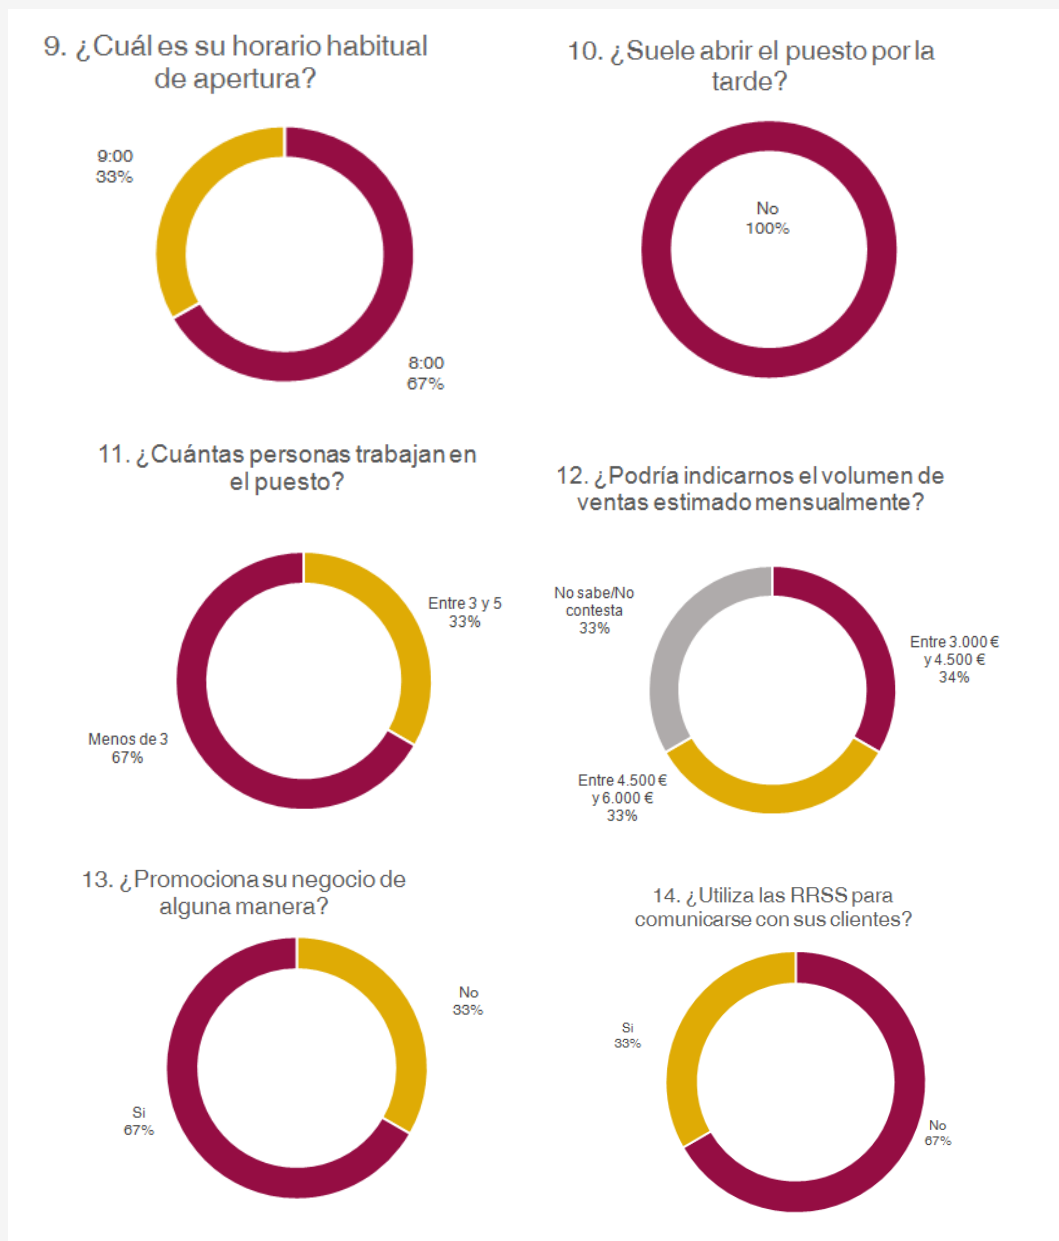 9. ¿Cuál es su horario habitual
de apertura?
9:00
33%
8:00
67%
10. ¿Suele abrir el puesto por la
tarde?
No
100%
11. ¿Cuántas personas trabajan en
el puesto?
Entre 3 y 5
33%
Menos de 3
67%
12. ¿Podría indicarnos el volumen de
ventas estimado mensualmente?
No sabe/No
contesta
33%
Entre 3.000 €
y 4.500 €
34%
Entre 4.500 €
y 6.000 €
33%
13. ¿Promociona su negocio de
alguna manera?
No
33%
Si
67%
14. ¿Utiliza las RRSS para
comunicarse con sus clientes?
Si
33%
No
67%